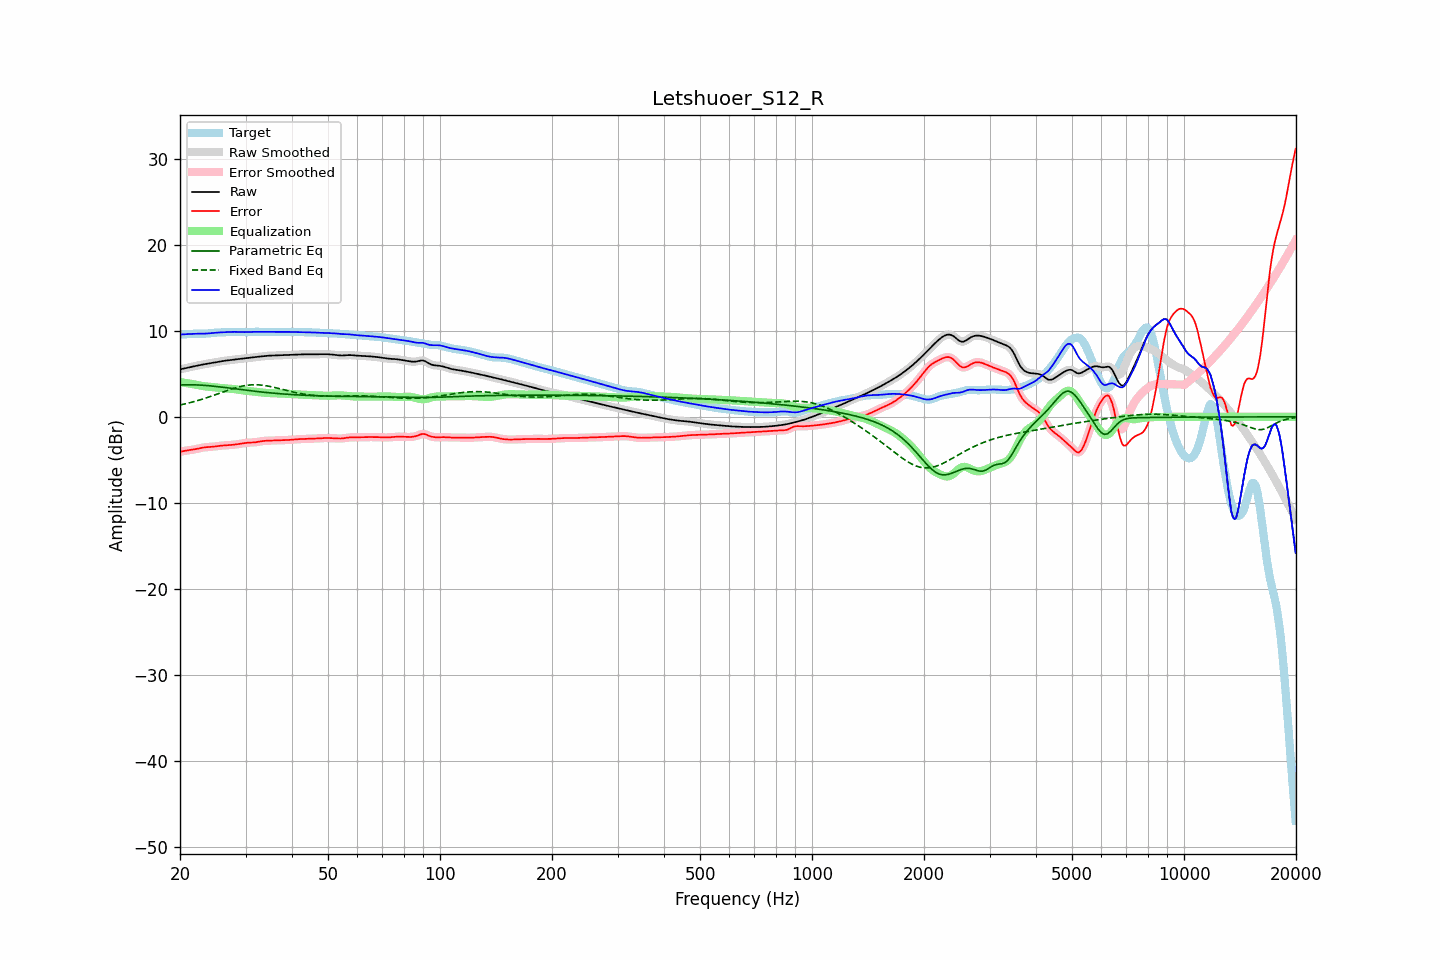 Letshuoer_S12_R
Target
Raw Smoothed
Error Smoothed
Raw
Error
Equalization
Parametric Eq
Fixed Band Eq
Equalized
Amplitude (dBr)
30
20
10
0
−10
−20
−30
−40
−50
20 50 100 200 500 1000 2000 5000 10000 20000
Frequency (Hz)